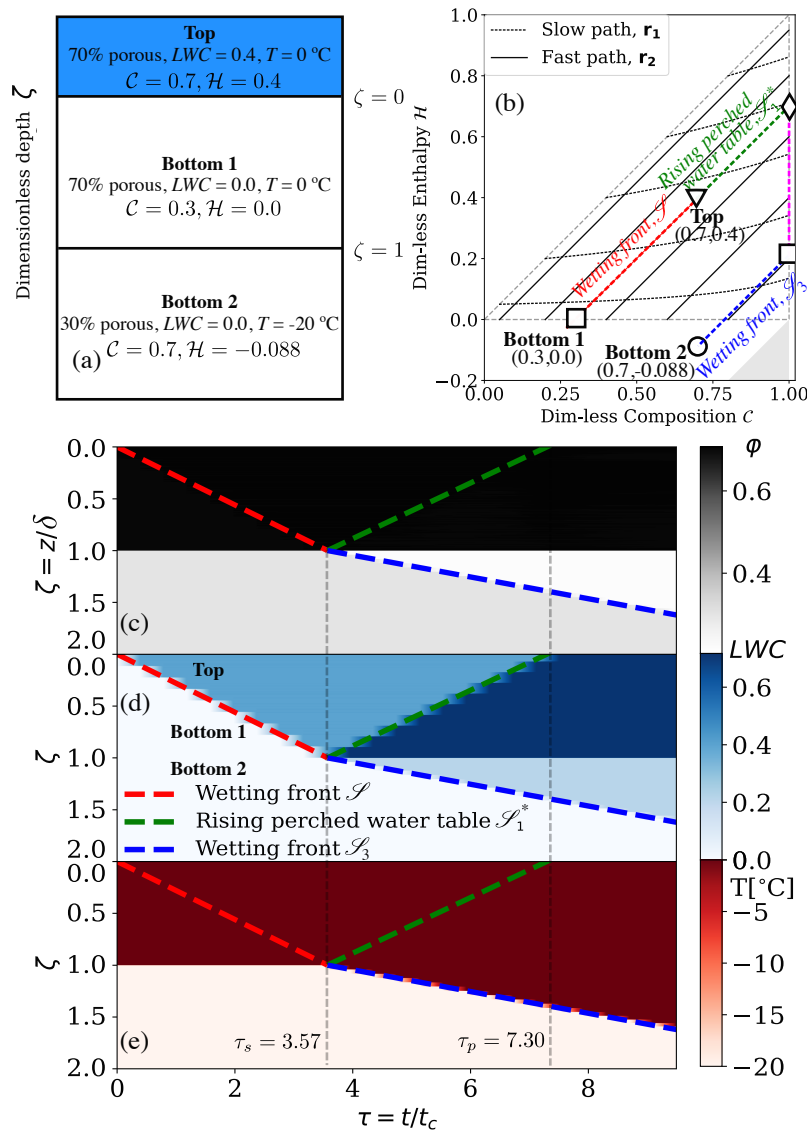 (a)
Dimensionless depth ζ
Top
70% porous, LWC = 0.4, T = 0 °C
𝒞 = 0.7, ℋ = 0.4
ζ = 0
Bottom 1
70% porous, LWC = 0.0, T = 0 °C
𝒞 = 0.3, ℋ = 0.0
ζ = 1
Bottom 2
30% porous, LWC = 0.0, T = -20 °C
𝒞 = 0.7, ℋ = −0.088
(b)
Dim-less Enthalpy ℋ
1.0
0.8
0.6
0.4
0.2
0.0
−0.2
Slow path, r₁
Fast path, r₂
Rising perched
water table, 𝒮₁*
Wetting front, 𝒮
Top
(0.7,0.4)
Bottom 1
(0.3,0.0)
Bottom 2
(0.7,-0.088)
Wetting front, 𝒮₃
0.00 0.25 0.50 0.75 1.00
Dim-less Composition 𝒞
(c)
ζ = z/δ
0.0
0.5
1.0
1.5
2.0
φ
0.6
0.4
(d)
ζ
0.0
0.5
1.0
1.5
2.0
Top
Bottom 1
Bottom 2
Wetting front 𝒮
Rising perched water table 𝒮₁*
Wetting front 𝒮₃
LWC
0.6
0.4
0.2
0.0
(e)
ζ
0.0
0.5
1.0
1.5
2.0
τₛ = 3.57
τₚ = 7.30
T[°C]
−5
−10
−15
−20
0 2 4 6 8
τ = t/t_c